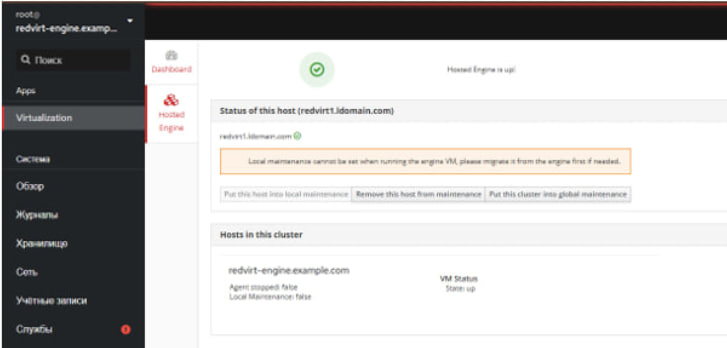 root@
redvirt-engine.examp...
Поиск
Apps
Virtualization
Система
Обзор
Журналы
Хранилище
Сеть
Учётные записи
Службы
Dashboard
Hosted
Engine
Hosted Engine is up!
Status of this host (redvirt1.ldomain.com)
redvirt1.ldomain.com
Local maintenance cannot be set when running the engine VM, please migrate it from the engine first if needed.
Put this host into local maintenance Remove this host from maintenance Put this cluster into global maintenance
Hosts in this cluster
redvirt-engine.example.com
Agent stopped: false
Local Maintenance: false
VM Status
State: up